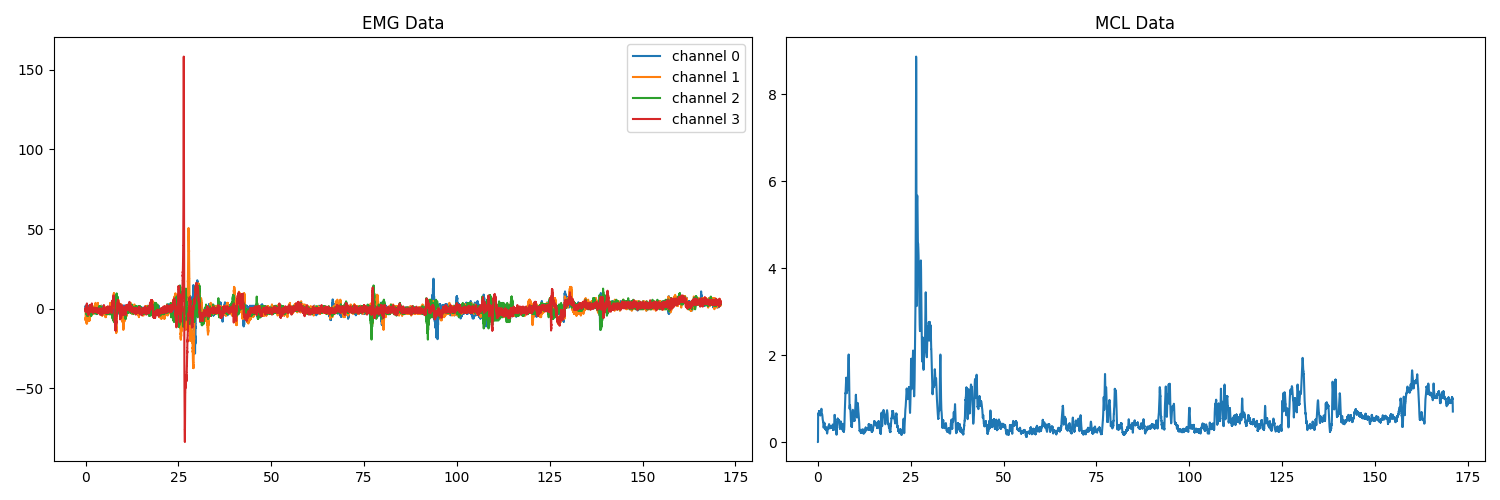 EMG Data
150
100
50
0
−50
0 25 50 75 100 125 150 175
channel 0
channel 1
channel 2
channel 3
MCL Data
8
6
4
2
0
0 25 50 75 100 125 150 175